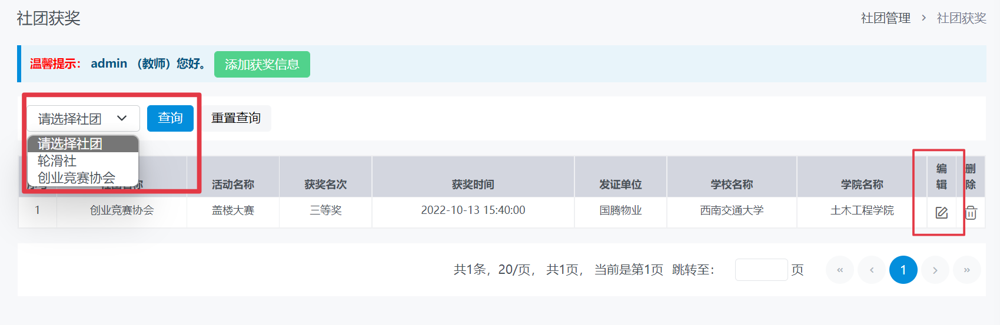 社团获奖
社团管理 > 社团获奖
温馨提示： admin （教师）您好。 添加获奖信息
请选择社团 查询 重置查询
请选择社团
轮滑社
创业竞赛协会
活动名称 获奖名次 获奖时间 发证单位 学校名称 学院名称 编辑 删除
1 创业竞赛协会 盖楼大赛 三等奖 2022-10-13 15:40:00 国腾物业 西南交通大学 土木工程学院
共1条，20/页， 共1页， 当前是第1页 跳转至： 页 « ‹ 1 › »